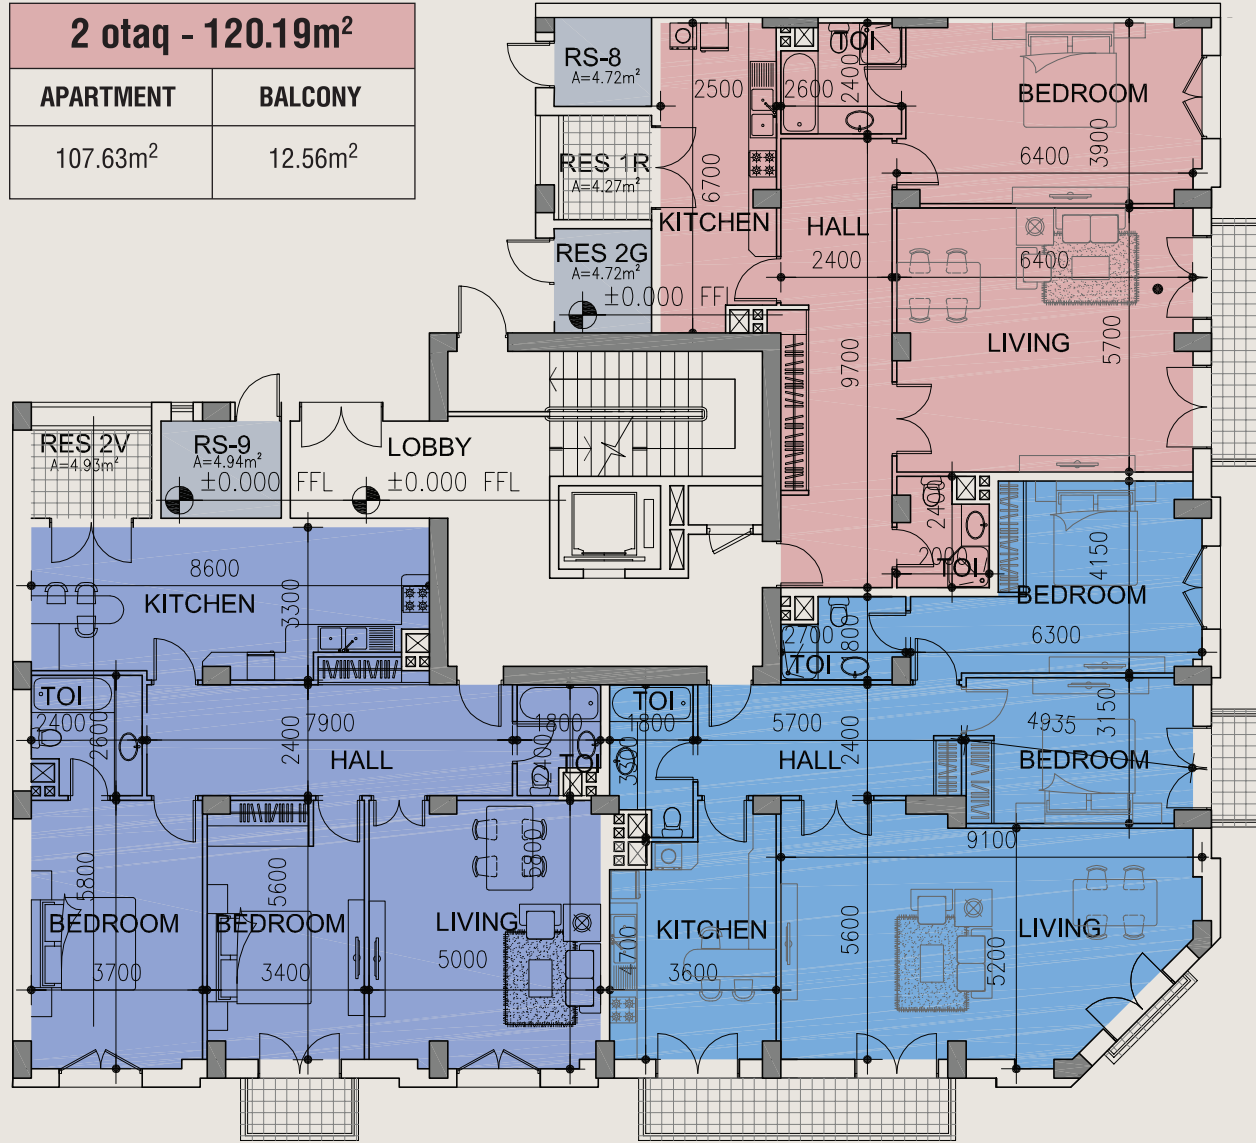 2 otaq - 120.19m²
APARTMENT
BALCONY
107.63m²
12.56m²
RS-8
A=4.72m²
2500
2600
2400
TOI
BEDROOM
6400
3900
RES 1R
A=4.27m²
6700
KITCHEN
HALL
2400
RES 2G
A=4.72m²
±0.000 FFL
6400
5700
LIVING
9700
RES 2V
A=4.93m²
RS-9
A=4.94m²
±0.000 FFL
LOBBY
±0.000 FFL
2400
2000
TOI
4150
BEDROOM
6300
8600
KITCHEN
3300
2700
1800
TOI
TOI
2400
2600
7900
2400
HALL
1800
2400
TOI
TOI
1800
3300
5700
HALL
2400
4935
3150
BEDROOM
9100
5800
BEDROOM
3700
5600
BEDROOM
3400
5800
LIVING
5000
KITCHEN
4700
3600
5600
LIVING
5200